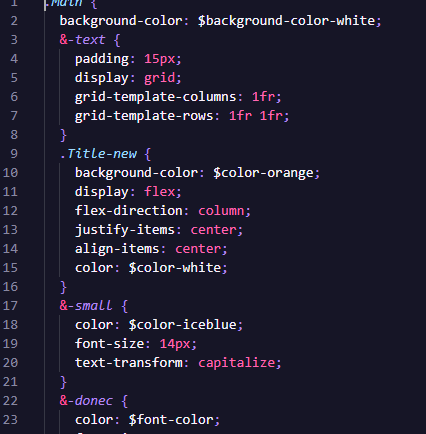 1 .Main {
2 background-color: $background-color-white;
3 &-text {
4 padding: 15px;
5 display: grid;
6 grid-template-columns: 1fr;
7 grid-template-rows: 1fr 1fr;
8 }
9 .Title-new {
10 background-color: $color-orange;
11 display: flex;
12 flex-direction: column;
13 justify-items: center;
14 align-items: center;
15 color: $color-white;
16 }
17 &-small {
18 color: $color-iceblue;
19 font-size: 14px;
20 text-transform: capitalize;
21 }
22 &-donec {
23 color: $font-color;